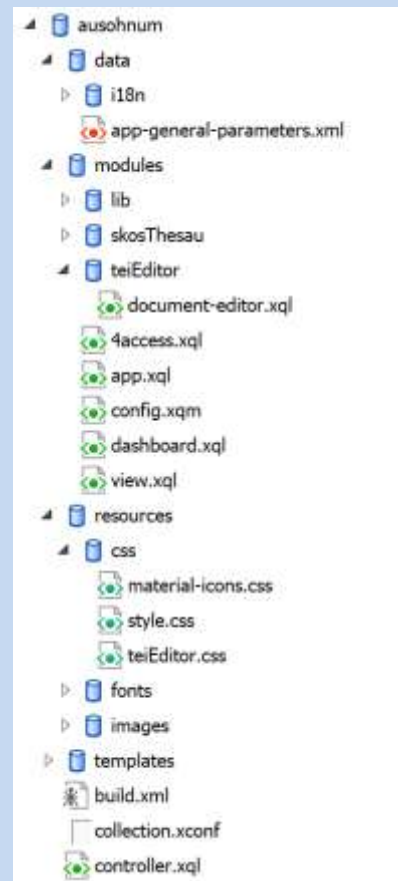 ausohnum
data
i18n
app-general-parameters.xml
modules
lib
skosThesau
teiEditor
document-editor.xql
4access.xql
app.xql
config.xqm
dashboard.xql
view.xql
resources
css
material-icons.css
style.css
teiEditor.css
fonts
images
templates
build.xml
collection.xconf
controller.xql